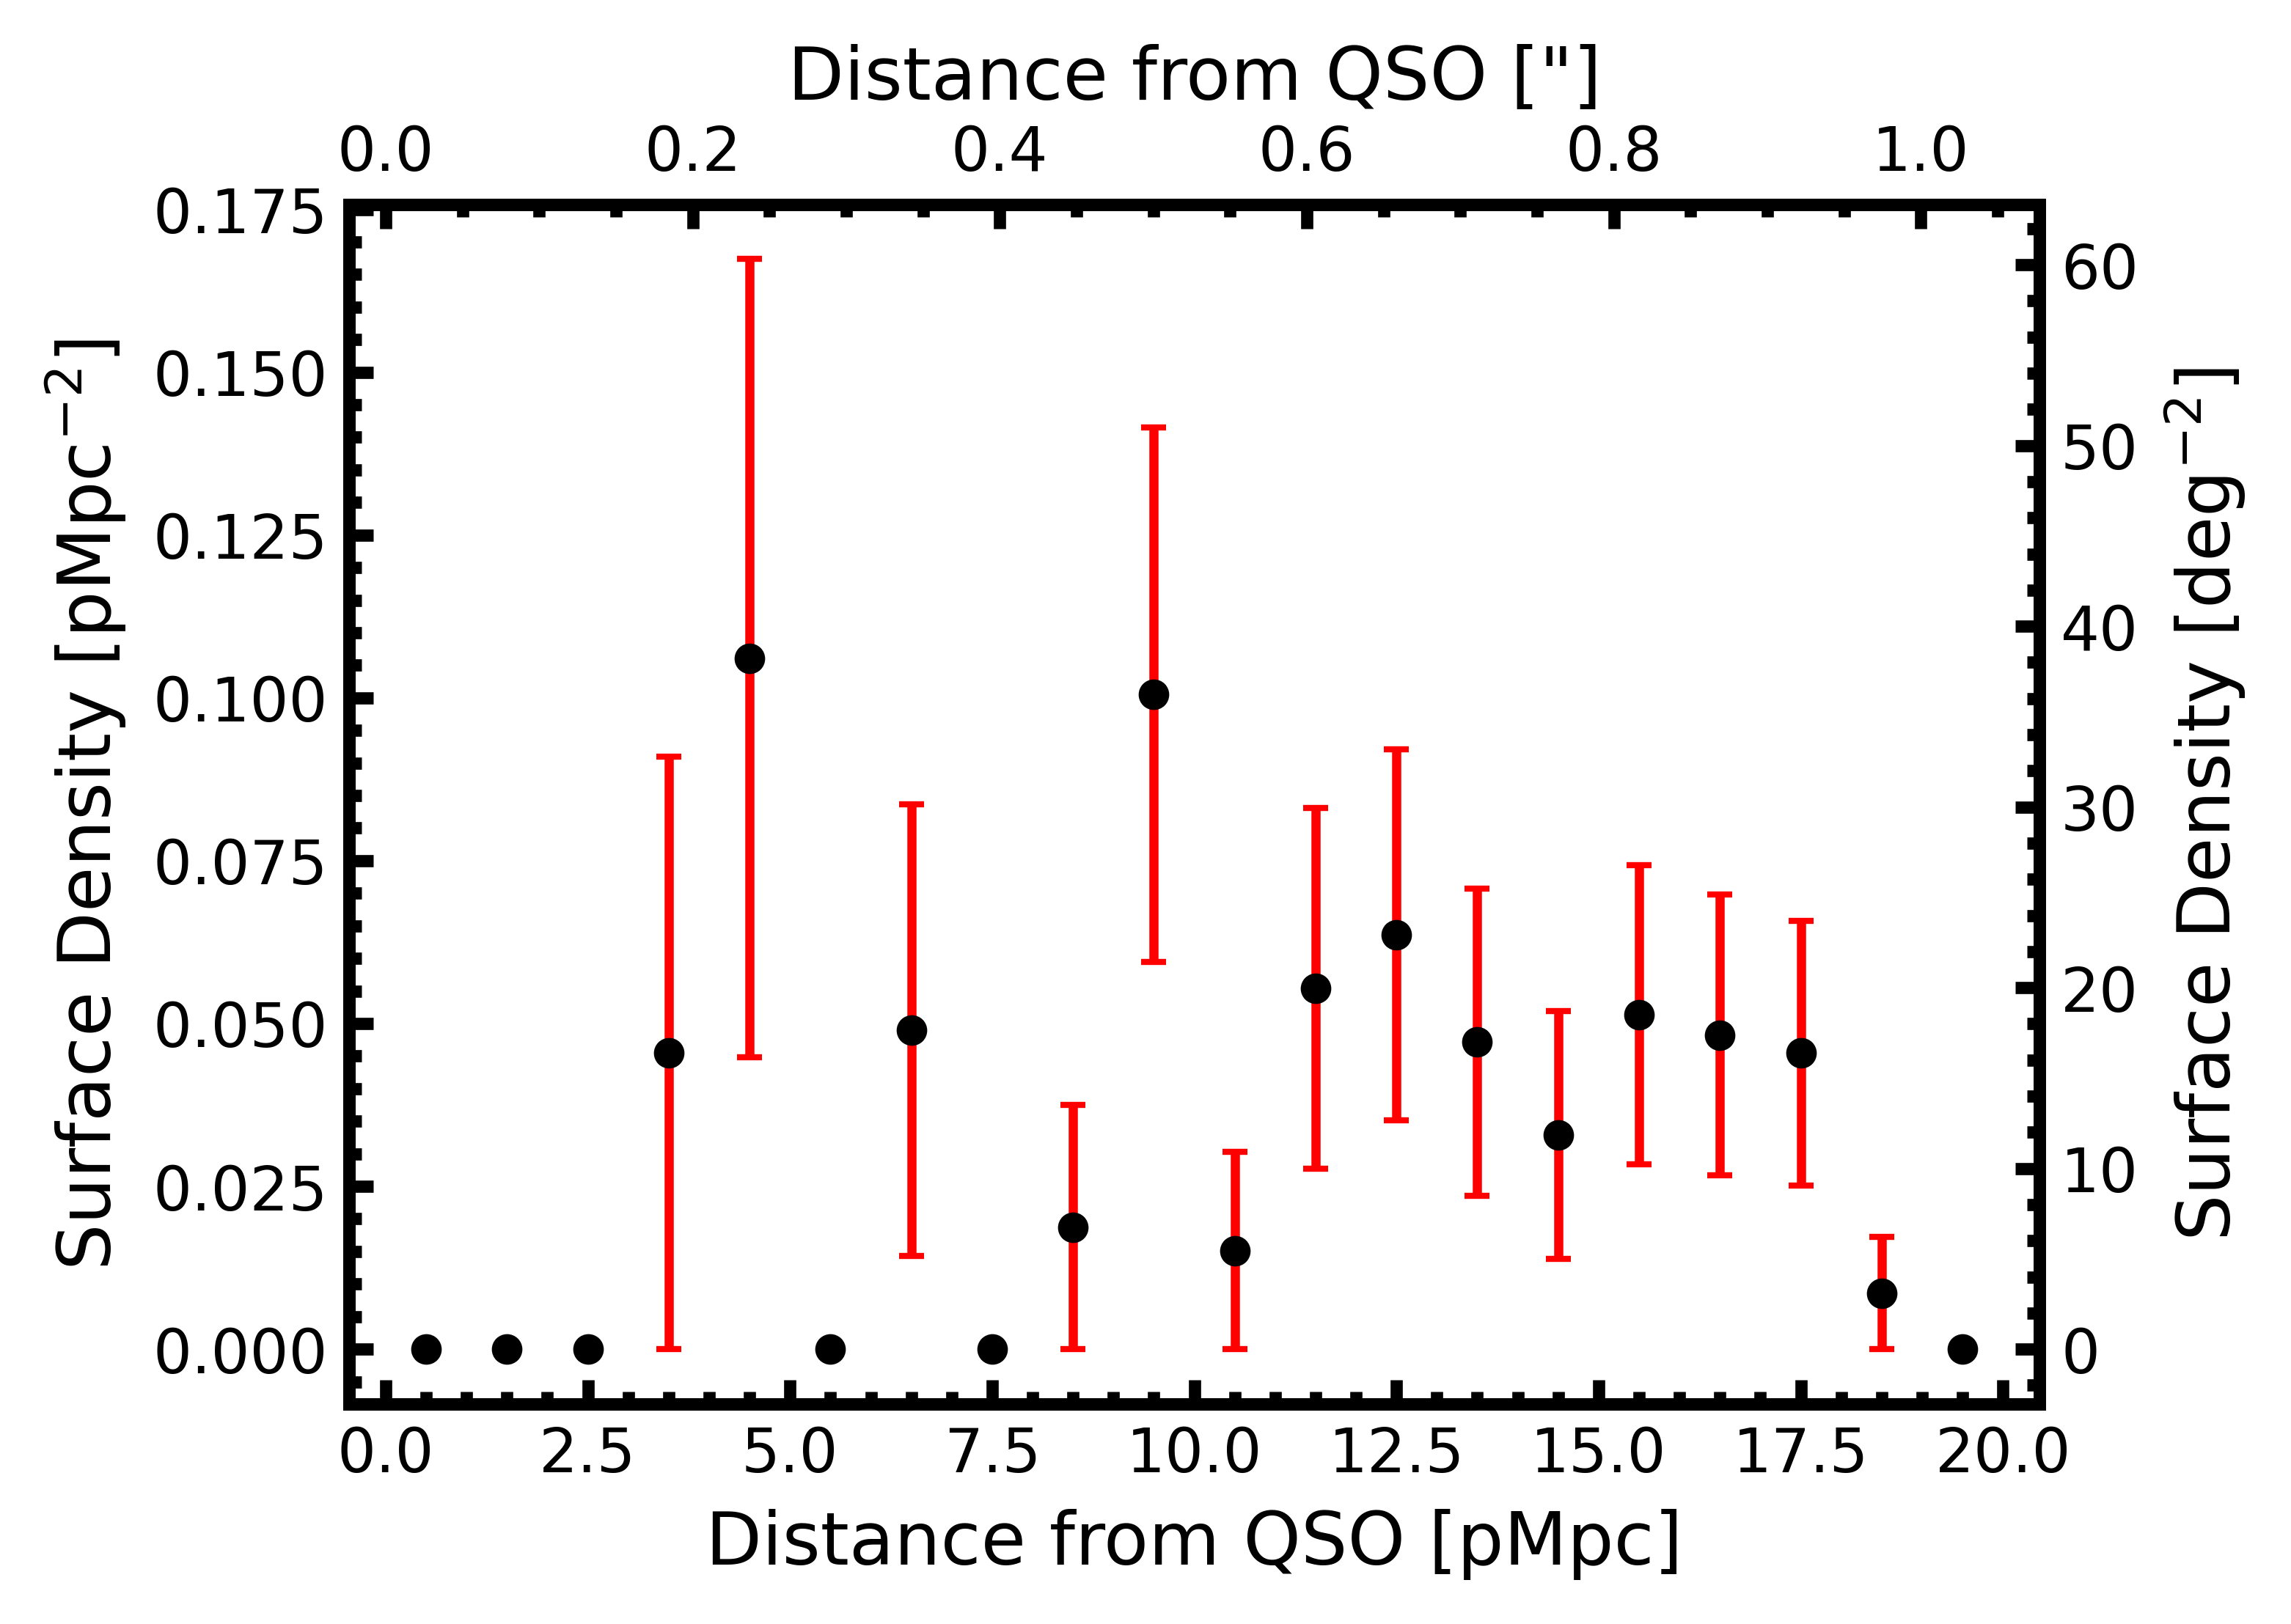 Distance from QSO ["]
0.0 0.2 0.4 0.6 0.8 1.0
Surface Density [pMpc⁻²]
0.175
0.150
0.125
0.100
0.075
0.050
0.025
0.000
60
50
40
30
20
10
0
Surface Density [deg⁻²]
0.0 2.5 5.0 7.5 10.0 12.5 15.0 17.5 20.0
Distance from QSO [pMpc]